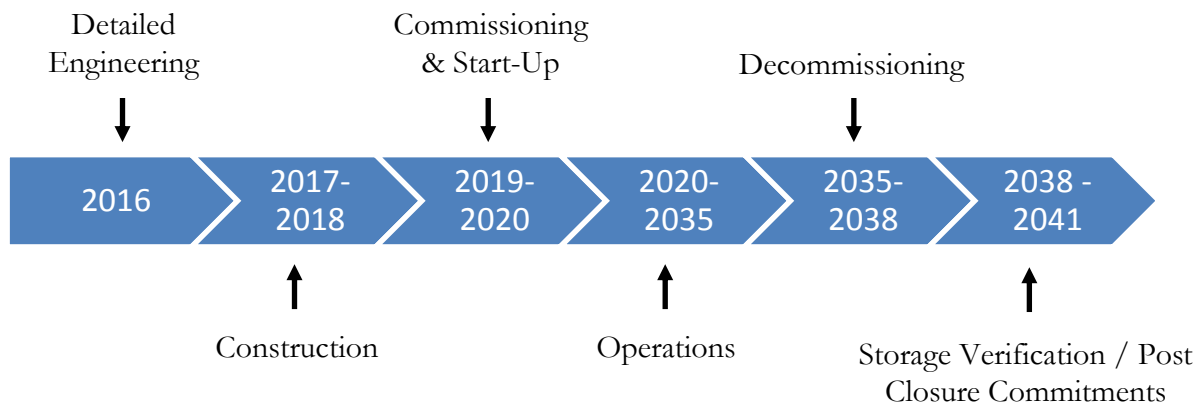 Detailed
Engineering
Commissioning
& Start-Up
Decommissioning
2016
2017-
2018
2019-
2020
2020-
2035
2035-
2038
2038 -
2041
Construction
Operations
Storage Verification / Post
Closure Commitments